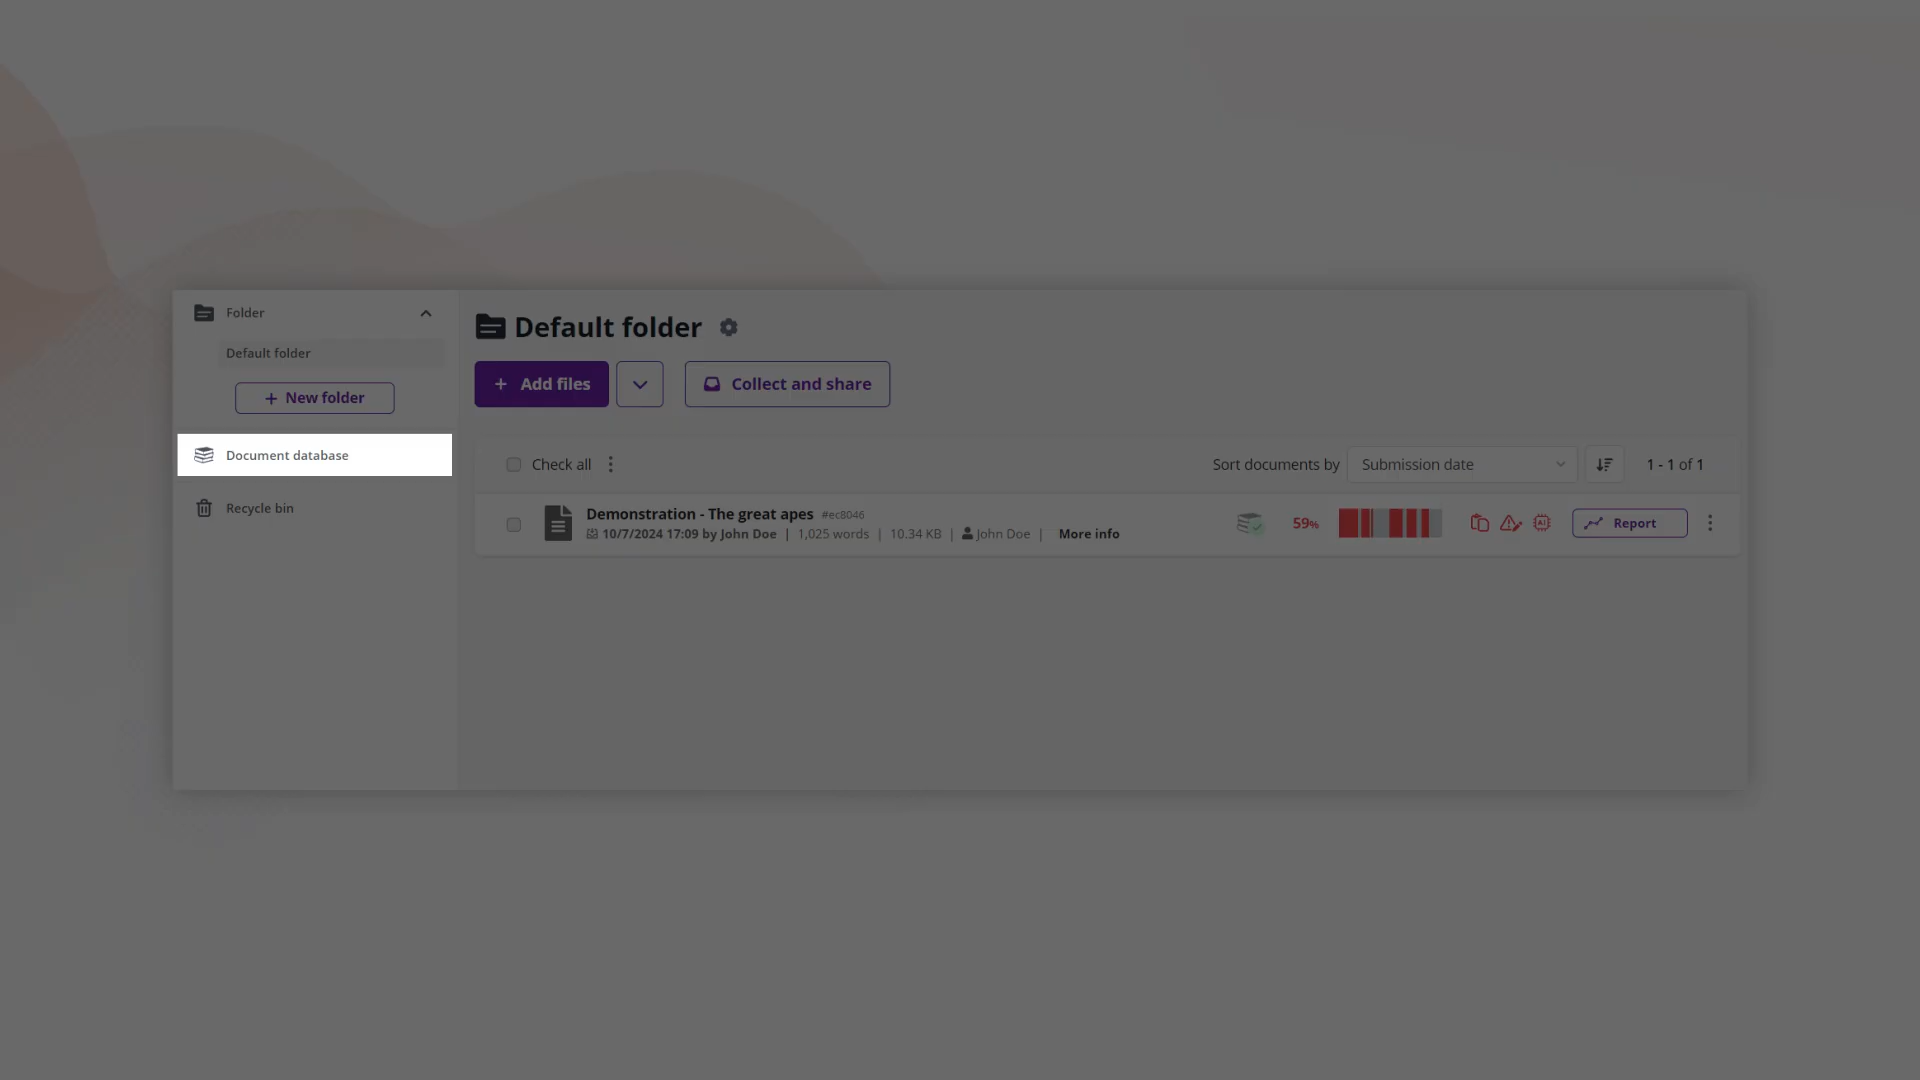 Folder
Default folder
+ New folder
Document database
Recycle bin
Default folder
+ Add files
Collect and share
Check all
Sort documents by Submission date 1 - 1 of 1
Demonstration - The great apes #ec8046
10/7/2024 17:09 by John Doe | 1,025 words | 10.34 KB | John Doe | More info
59%
AI
Report